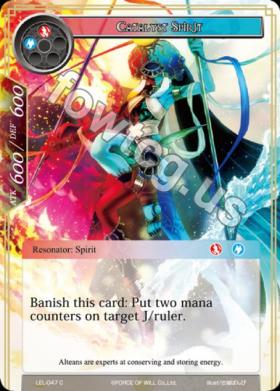 Catalyst Spirit
ATK 600 / DEF 600
fowtcg.us
Resonator: Spirit
Banish this card: Put two mana
counters on target J/ruler.
Alteans are experts at conserving and storing energy.
LEL-047 C
©FORCE OF WILL Co.,Ltd.